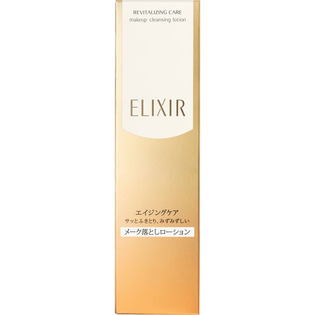 REVITALIZING CARE
makeup cleansing lotion
ELIXIR
エイジングケア
サッとふきとり、みずみずしい
メーク落としローション